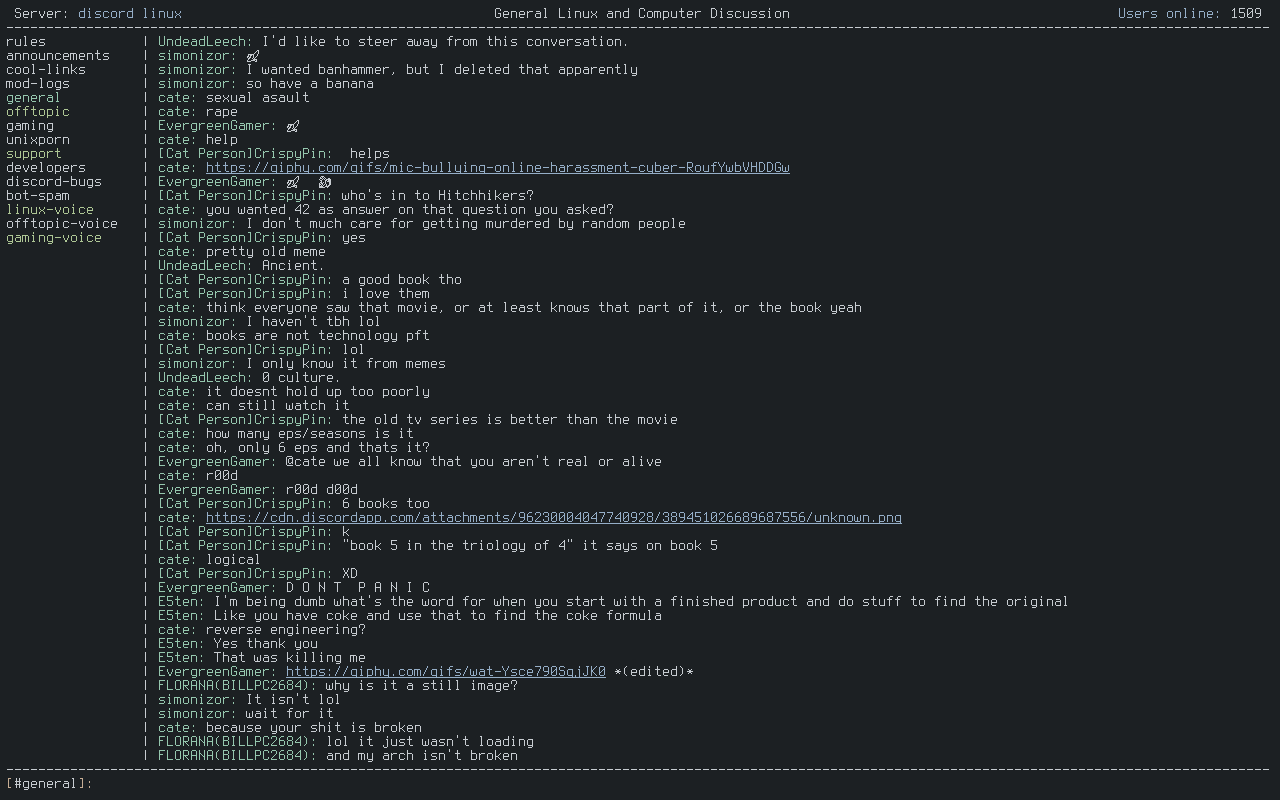 Server: discord linux General Linux and Computer Discussion Users online: 1509
rules | UndeadLeech: I'd like to steer away from this conversation.
announcements | simonizor:
cool-links | simonizor: I wanted banhammer, but I deleted that apparently
mod-logs | simonizor: so have a banana
general | cate: sexual asault
offtopic | cate: rape
gaming | EvergreenGamer:
unixporn | cate: help
support | [Cat Person]CrispyPin: helps
developers | cate: https://giphy.com/gifs/mic-bullying-online-harassment-cyber-RoufYwbVHDDGw
discord-bugs | EvergreenGamer:
bot-spam | [Cat Person]CrispyPin: who's in to Hitchhikers?
linux-voice | cate: you wanted 42 as answer on that question you asked?
offtopic-voice | simonizor: I don't much care for getting murdered by random people
gaming-voice | [Cat Person]CrispyPin: yes
| cate: pretty old meme
| UndeadLeech: Ancient.
| [Cat Person]CrispyPin: a good book tho
| [Cat Person]CrispyPin: i love them
| cate: think everyone saw that movie, or at least knows that part of it, or the book yeah
| simonizor: I haven't tbh lol
| cate: books are not technology pft
| [Cat Person]CrispyPin: lol
| simonizor: I only know it from memes
| UndeadLeech: 0 culture.
| cate: it doesnt hold up too poorly
| cate: can still watch it
| [Cat Person]CrispyPin: the old tv series is better than the movie
| cate: how many eps/seasons is it
| cate: oh, only 6 eps and thats it?
| EvergreenGamer: @cate we all know that you aren't real or alive
| cate: r00d
| EvergreenGamer: r00d d00d
| [Cat Person]CrispyPin: 6 books too
| cate: https://cdn.discordapp.com/attachments/96230004047740928/389451026689687556/unknown.png
| [Cat Person]CrispyPin: k
| [Cat Person]CrispyPin: "book 5 in the triology of 4" it says on book 5
| cate: logical
| [Cat Person]CrispyPin: XD
| EvergreenGamer: D O N T  P A N I C
| E5ten: I'm being dumb what's the word for when you start with a finished product and do stuff to find the original
| E5ten: Like you have coke and use that to find the coke formula
| cate: reverse engineering?
| E5ten: Yes thank you
| E5ten: That was killing me
| EvergreenGamer: https://giphy.com/gifs/wat-Ysce790SqjJK0 *(edited)*
| FLORANA(BILLPC2684): why is it a still image?
| simonizor: It isn't lol
| simonizor: wait for it
| cate: because your shit is broken
| FLORANA(BILLPC2684): lol it just wasn't loading
| FLORANA(BILLPC2684): and my arch isn't broken
[#general]: